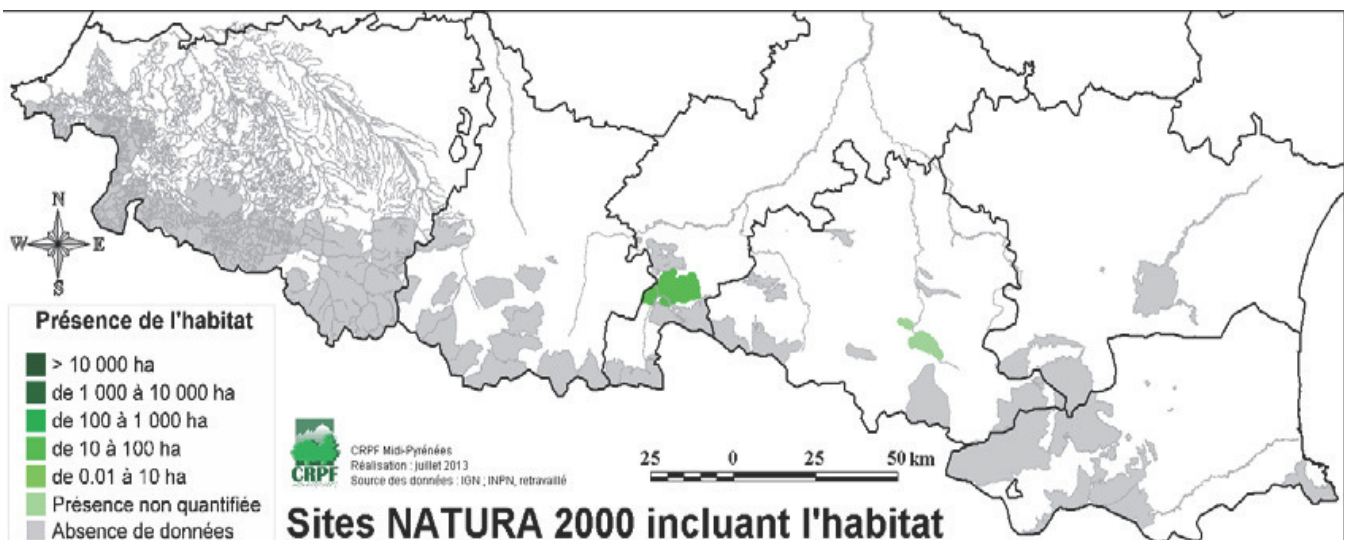 N
W E
S
Présence de l'habitat
> 10 000 ha
de 1 000 à 10 000 ha
de 100 à 1 000 ha
de 10 à 100 ha
de 0.01 à 10 ha
Présence non quantifiée
Absence de données
CRPF
CRPF Midi-Pyrénées
Réalisation : juillet 2013
Source des données : IGN ; INPN, retravaillé
25 0 25 50 km
Sites NATURA 2000 incluant l'habitat